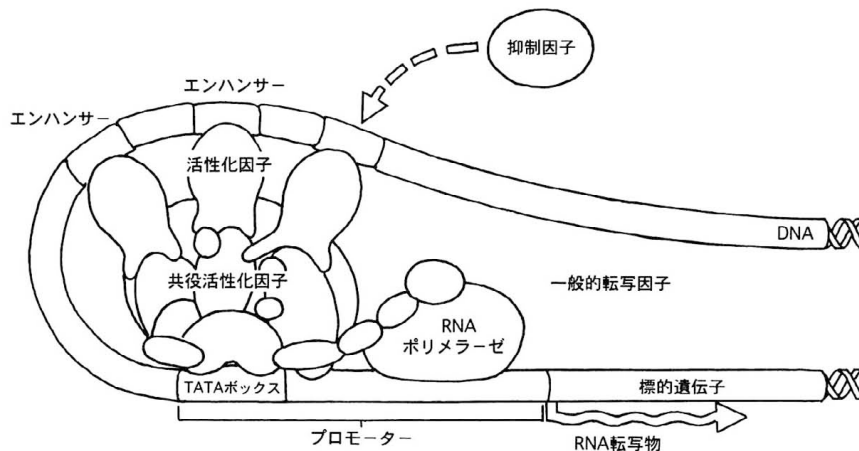 抑制因子
エンハンサー
エンハンサー
活性化因子
DNA
共役活性化因子
一般的転写因子
RNA
ポリメラーゼ
TATAボックス
標的遺伝子
プロモーター
RNA転写物